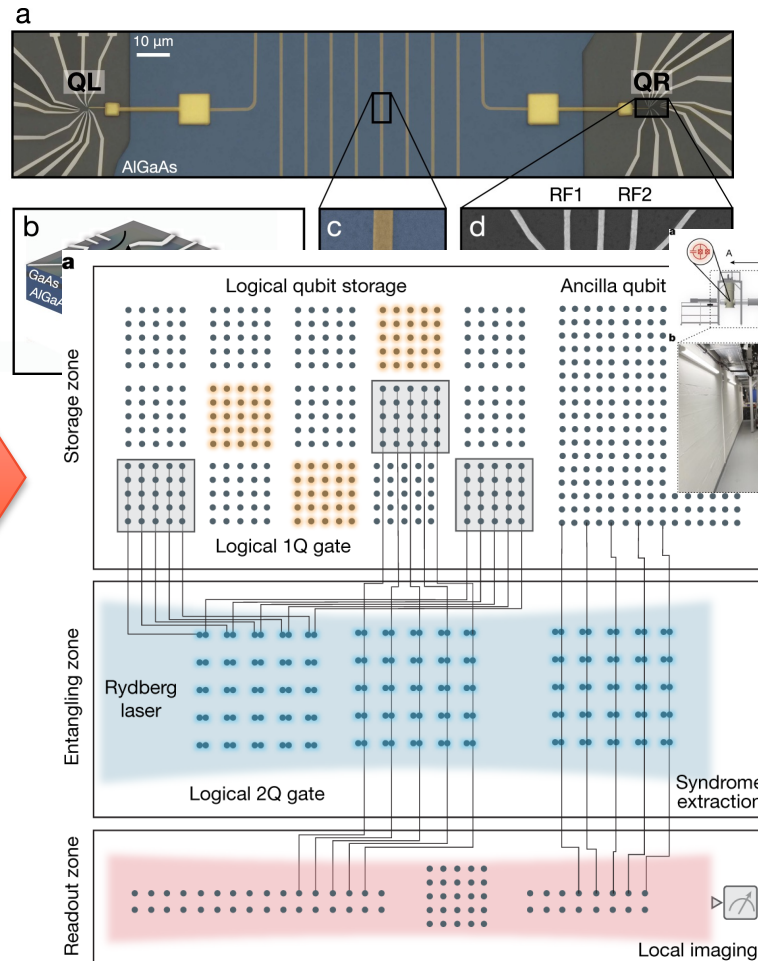 a
10 µm
QL
QR
AlGaAs
RF1 RF2
b
c
d
GaAs
a
a
A
b
Logical qubit storage
Ancilla qubit
Storage zone
Logical 1Q gate
Entangling zone
Rydberg
laser
Logical 2Q gate
Syndrome
extraction
Readout zone
Local imaging